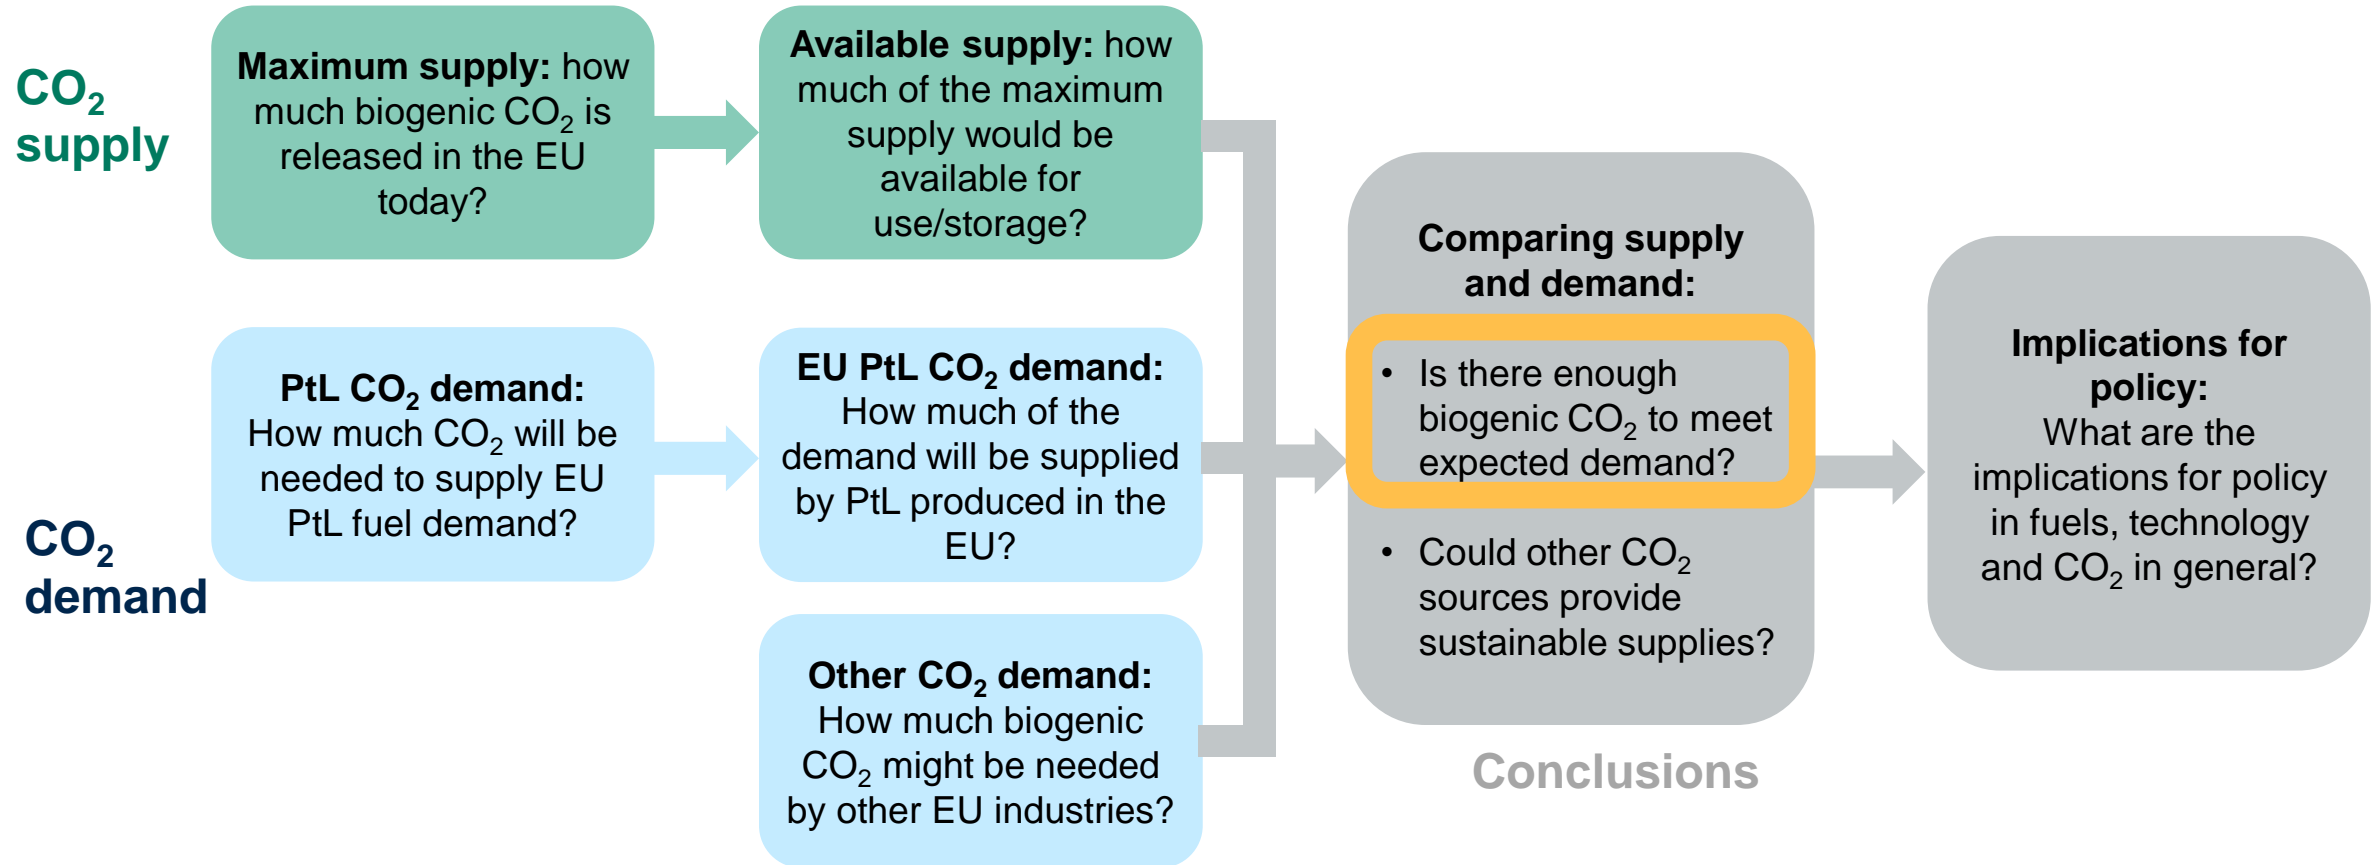 CO₂
supply
Maximum supply: how
much biogenic CO₂ is
released in the EU
today?
Available supply: how
much of the maximum
supply would be
available for
use/storage?
CO₂
demand
PtL CO₂ demand:
How much CO₂ will be
needed to supply EU
PtL fuel demand?
EU PtL CO₂ demand:
How much of the
demand will be supplied
by PtL produced in the
EU?
Other CO₂ demand:
How much biogenic
CO₂ might be needed
by other EU industries?
Comparing supply
and demand:
• Is there enough
biogenic CO₂ to meet
expected demand?
• Could other CO₂
sources provide
sustainable supplies?
Conclusions
Implications for
policy:
What are the
implications for policy
in fuels, technology
and CO₂ in general?